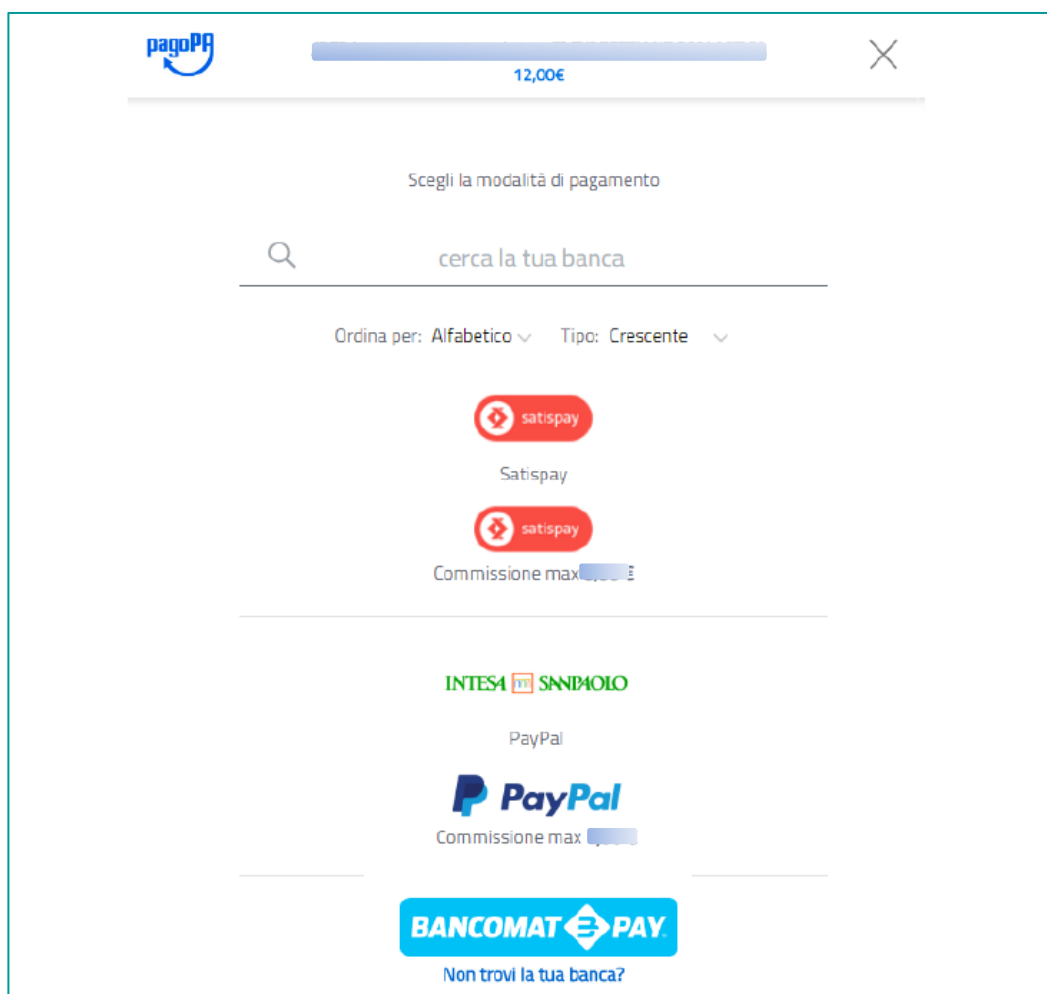 pagoPA
12,00€
Scegli la modalità di pagamento
cerca la tua banca
Ordina per: Alfabetico Tipo: Crescente
satispay
Satispay
satispay
Commissione max €
INTESA SANPAOLO
PayPal
PayPal
Commissione max
BANCOMAT PAY
Non trovi la tua banca?